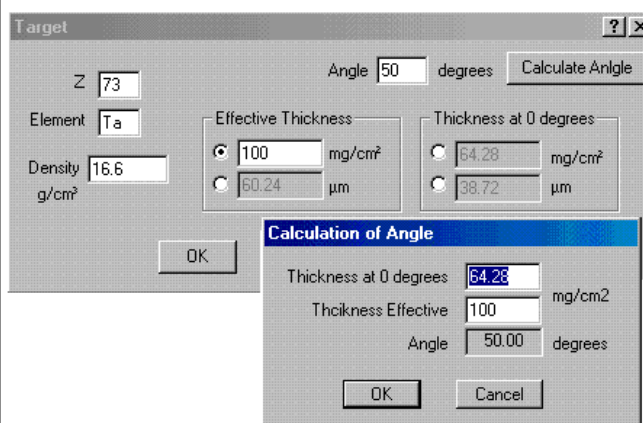 Target
Angle 50 degrees Calculate Anlgle
Z 73
Element Ta
Density 16.6
g/cm³
Effective Thickness
100 mg/cm²
60.24 µm
Thickness at 0 degrees
64.28 mg/cm²
38.72 µm
OK
Calculation of Angle
Thickness at 0 degrees 64.28
mg/cm2
Thcikness Effective 100
Angle 50.00 degrees
OK Cancel